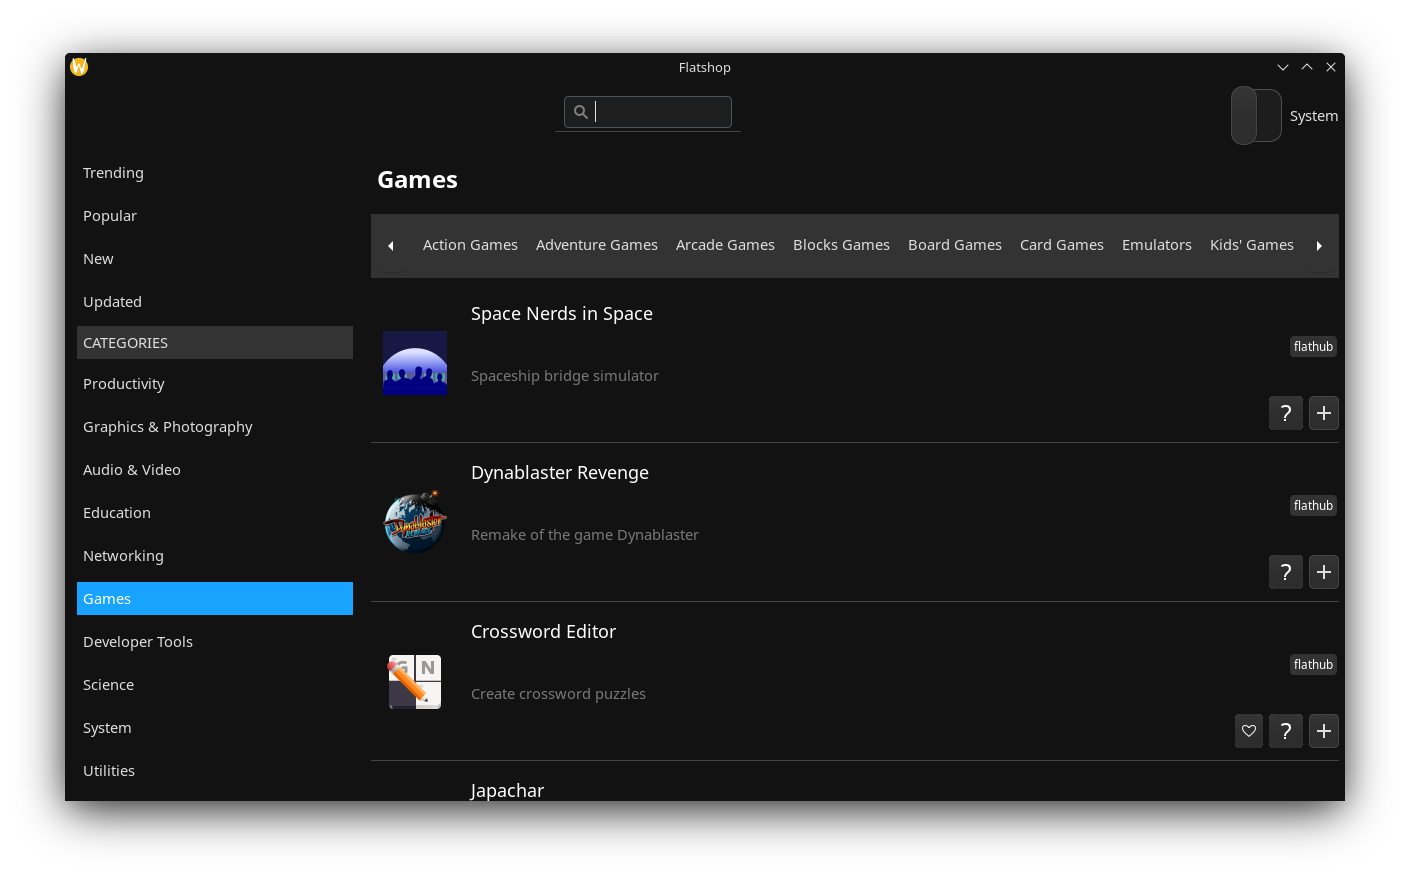 Flatshop
System
Trending
Popular
New
Updated
CATEGORIES
Productivity
Graphics & Photography
Audio & Video
Education
Networking
Games
Developer Tools
Science
System
Utilities
Games
Action Games Adventure Games Arcade Games Blocks Games Board Games Card Games Emulators Kids' Games
Space Nerds in Space
flathub
Spaceship bridge simulator
? +
Dynablaster Revenge
Dynablaster
flathub
Remake of the game Dynablaster
? +
Crossword Editor
G N
flathub
Create crossword puzzles
? +
Japachar